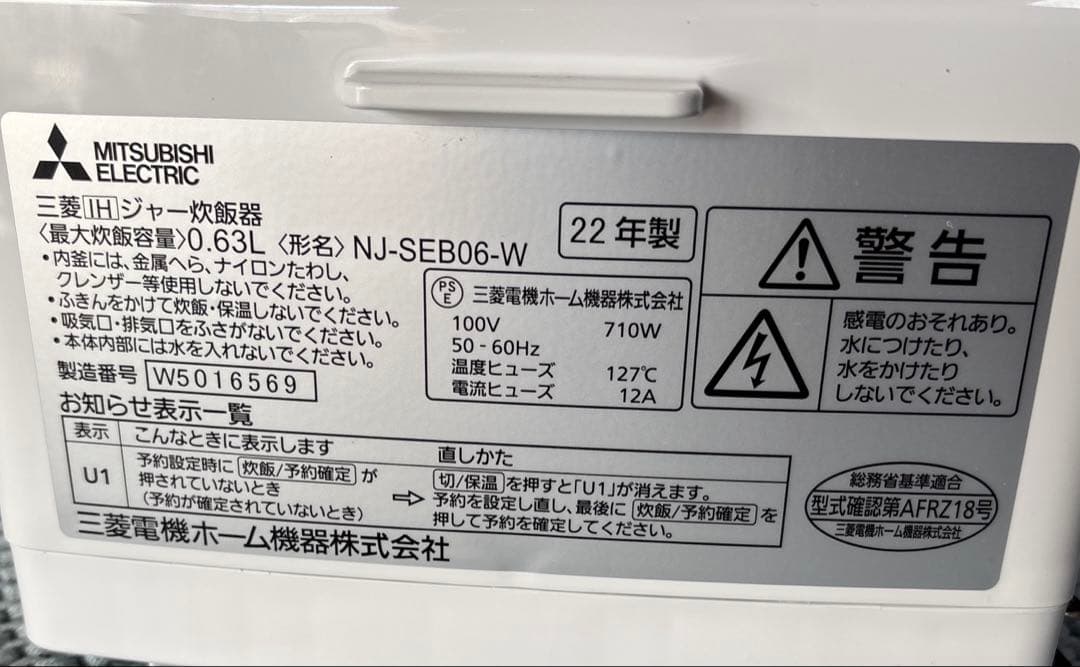 MITSUBISHI
ELECTRIC
三菱IHジャー炊飯器
〈最大炊飯容量〉0.63L 〈形名〉NJ-SEB06-W
・内釜には、金属へら、ナイロンたわし、
クレンザー等使用しないでください。
・ふきんをかけて炊飯・保温しないでください。
・吸気口・排気口をふさがないでください。
・本体内部には水を入れないでください。
製造番号 W5016569
22年製
PS
E 三菱電機ホーム機器株式会社
100V 710W
50-60Hz
温度ヒューズ 127℃
電流ヒューズ 12A
警告
感電のおそれあり。
水につけたり、
水をかけたり
しないでください。
お知らせ表示一覧
表示 こんなときに表示します 直しかた
U1
予約設定時に 炊飯/予約確定 が
押されていないとき
(予約が確定されていないとき)
⇨
切/保温 を押すと「U1」が消えます。
予約を設定し直し、最後に 炊飯/予約確定 を
押して予約を確定してください。
三菱電機ホーム機器株式会社
総務省基準適合
型式確認第AFRZ18号
三菱電機ホーム機器株式会社